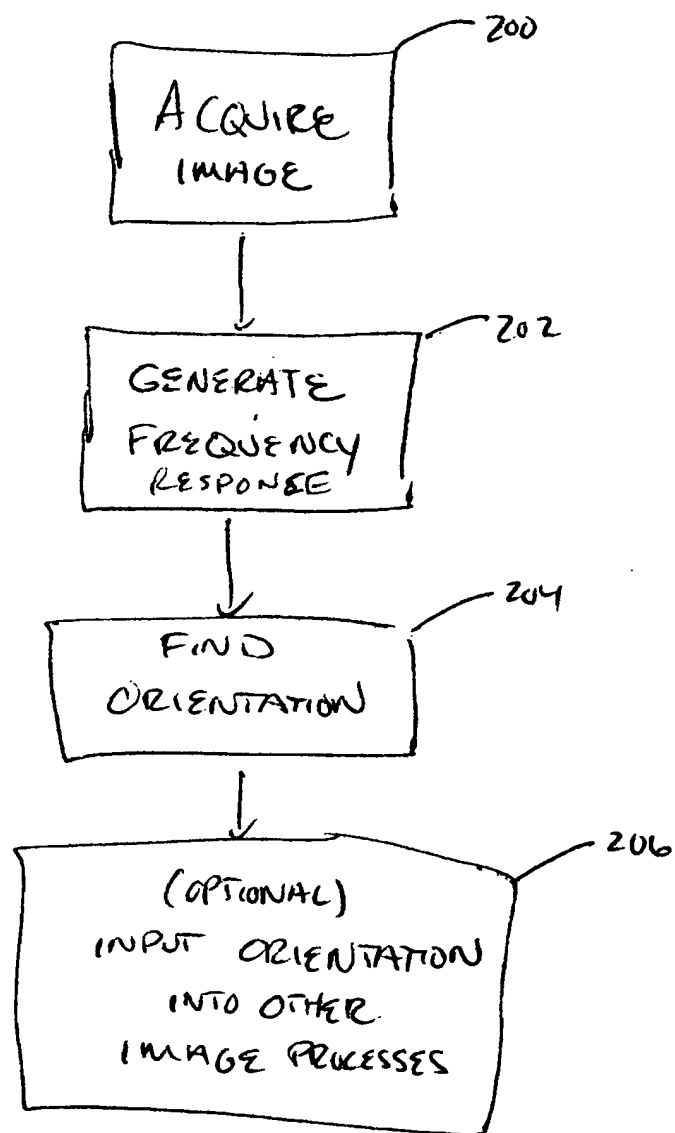 200
ACQUIRE
IMAGE
202
GENERATE
FREQUENCY
RESPONSE
204
FIND
ORIENTATION
206
(OPTIONAL)
INPUT ORIENTATION
INTO OTHER
IMAGE PROCESSES